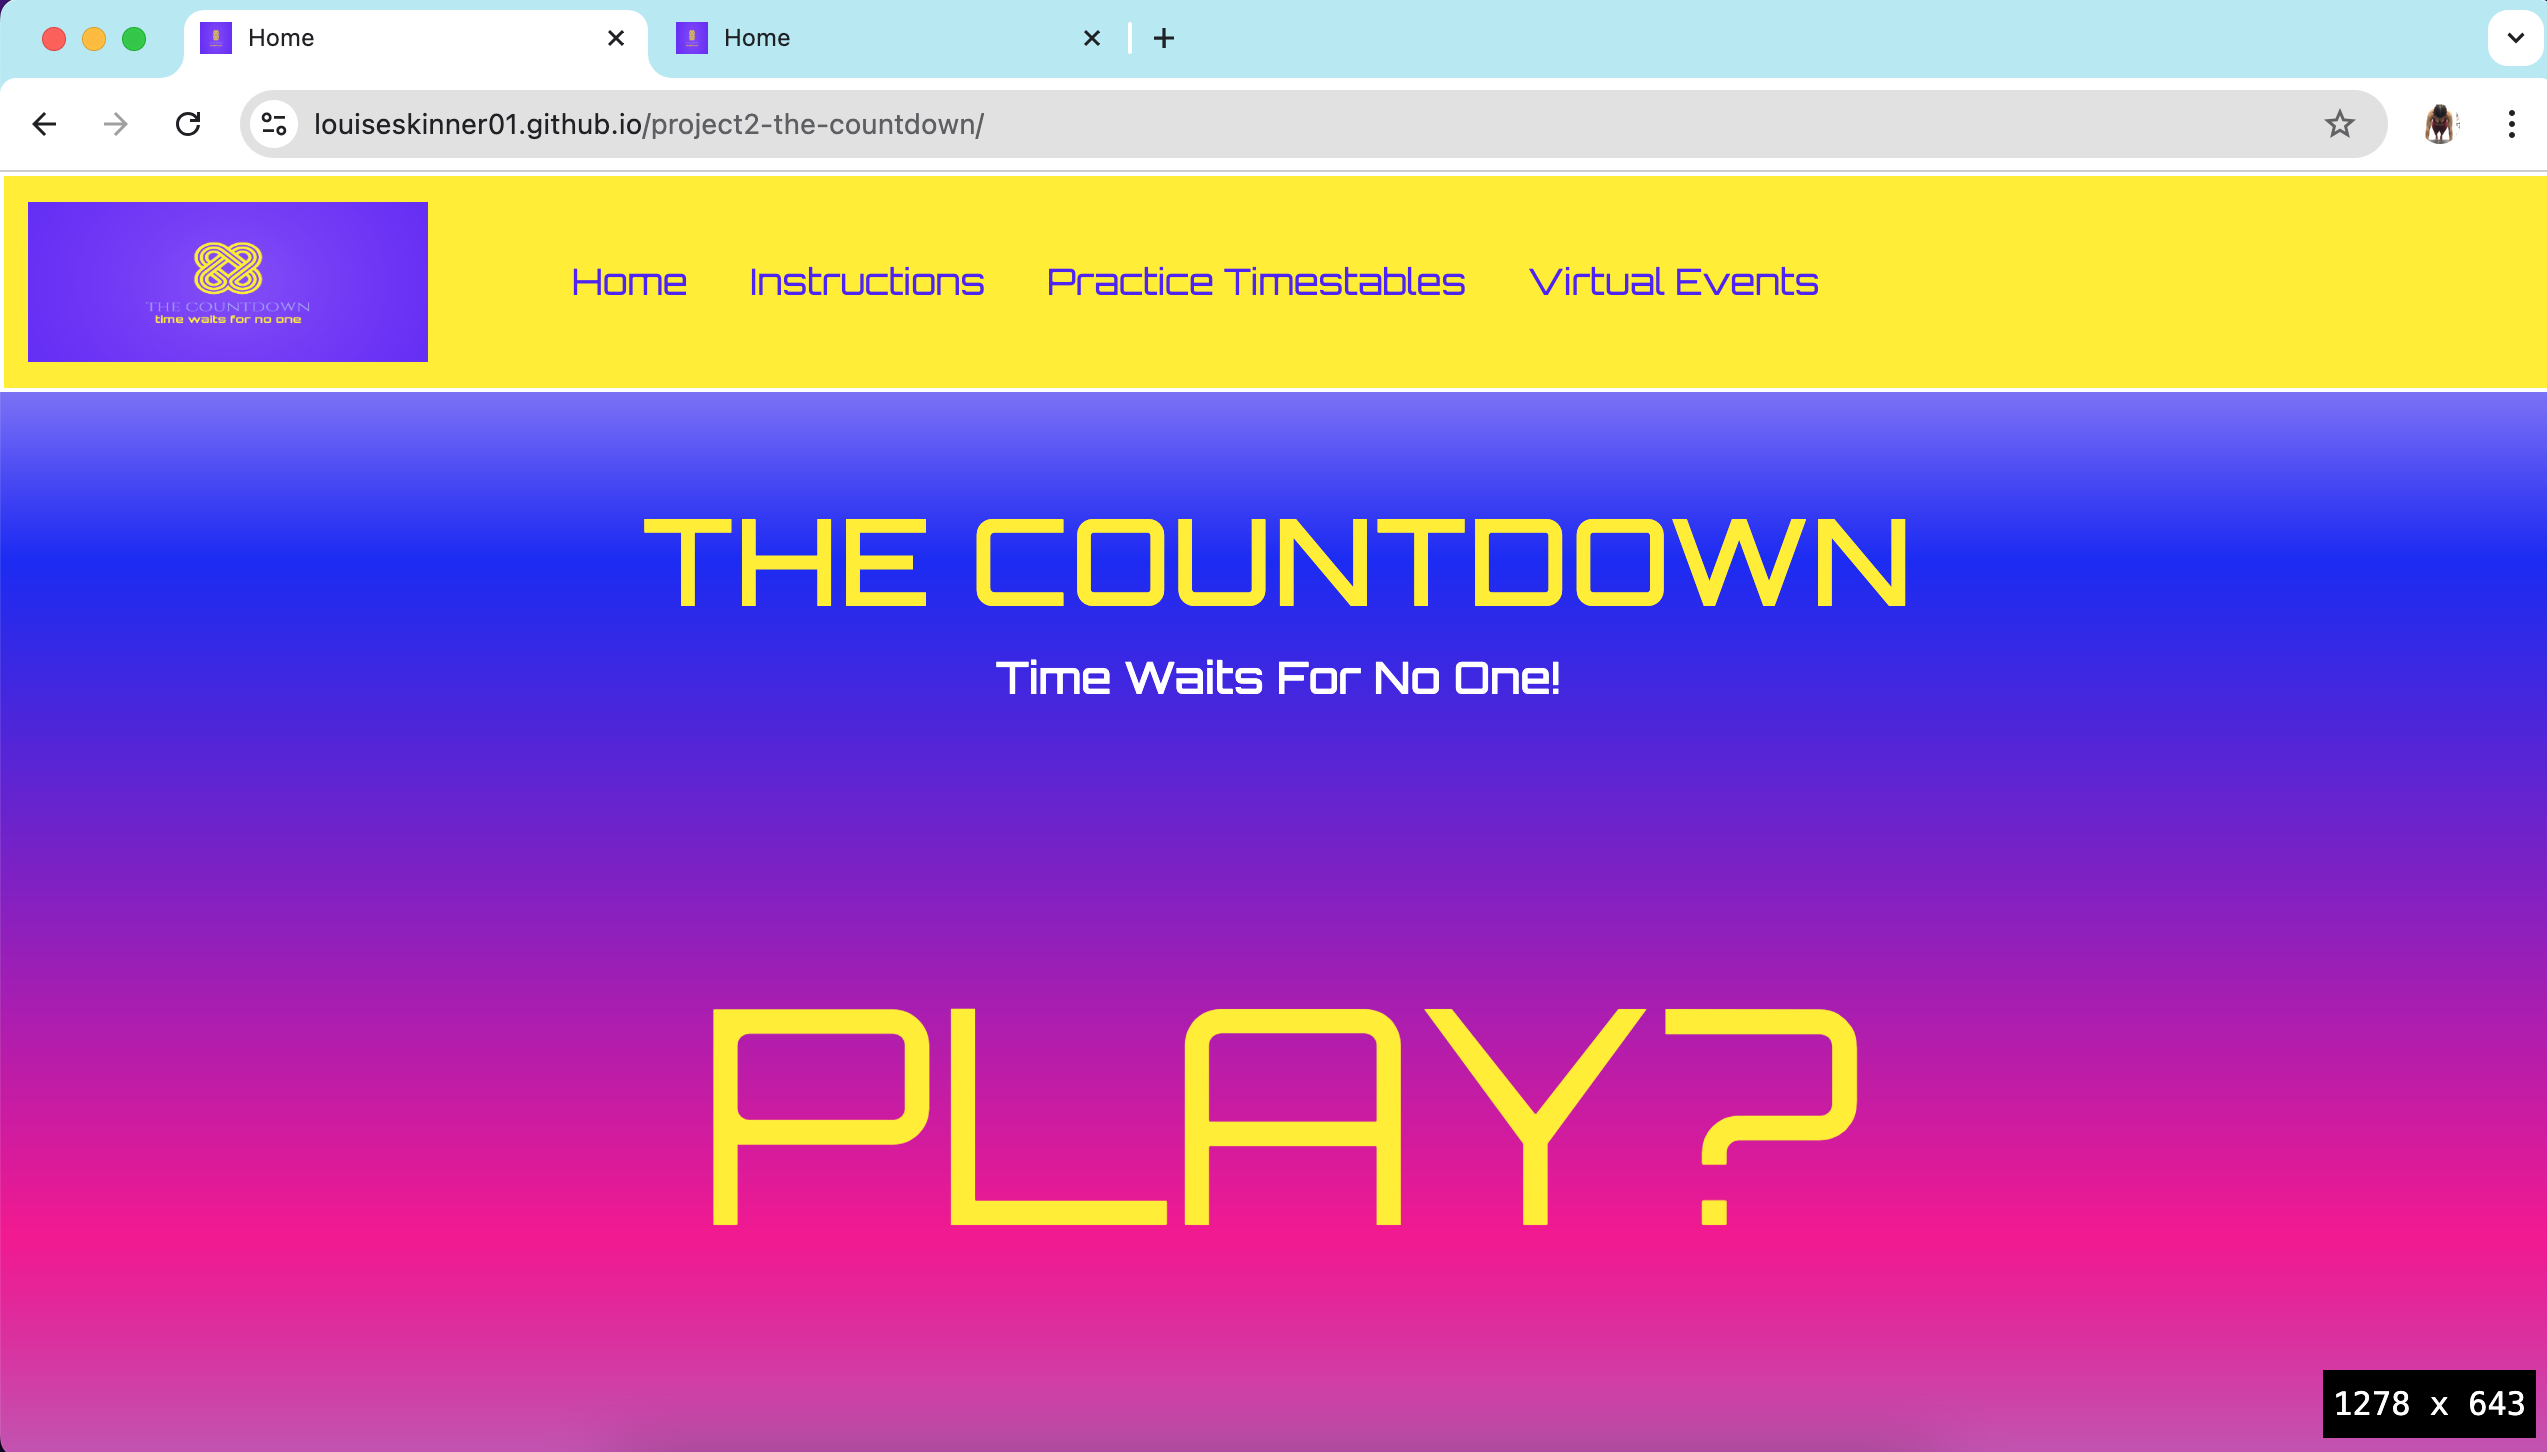 Home
Home
louiseskinner01.github.io/project2-the-countdown/
THE COUNTDOWN
time waits for no one
Home
Instructions
Practice Timestables
Virtual Events
THE COUNTDOWN
Time Waits For No One!
PLAY?
1278 x 643